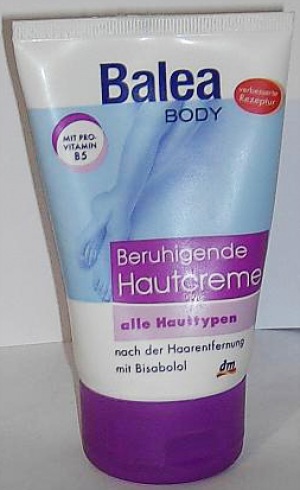 Balea
BODY
verbesserte
Rezeptur
MIT PRO-
VITAMIN
B5
Beruhigende
Hautcreme
alle Hauttypen
nach der Haarentfernung
mit Bisabolol
dm